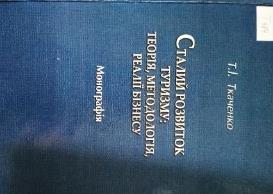 Т.І. Ткаченко
СТАЛИЙ РОЗВИТОК
ТУРИЗМУ:
ТЕОРІЯ, МЕТОДОЛОГІЯ,
РЕАЛІЇ БІЗНЕСУ
Монографія